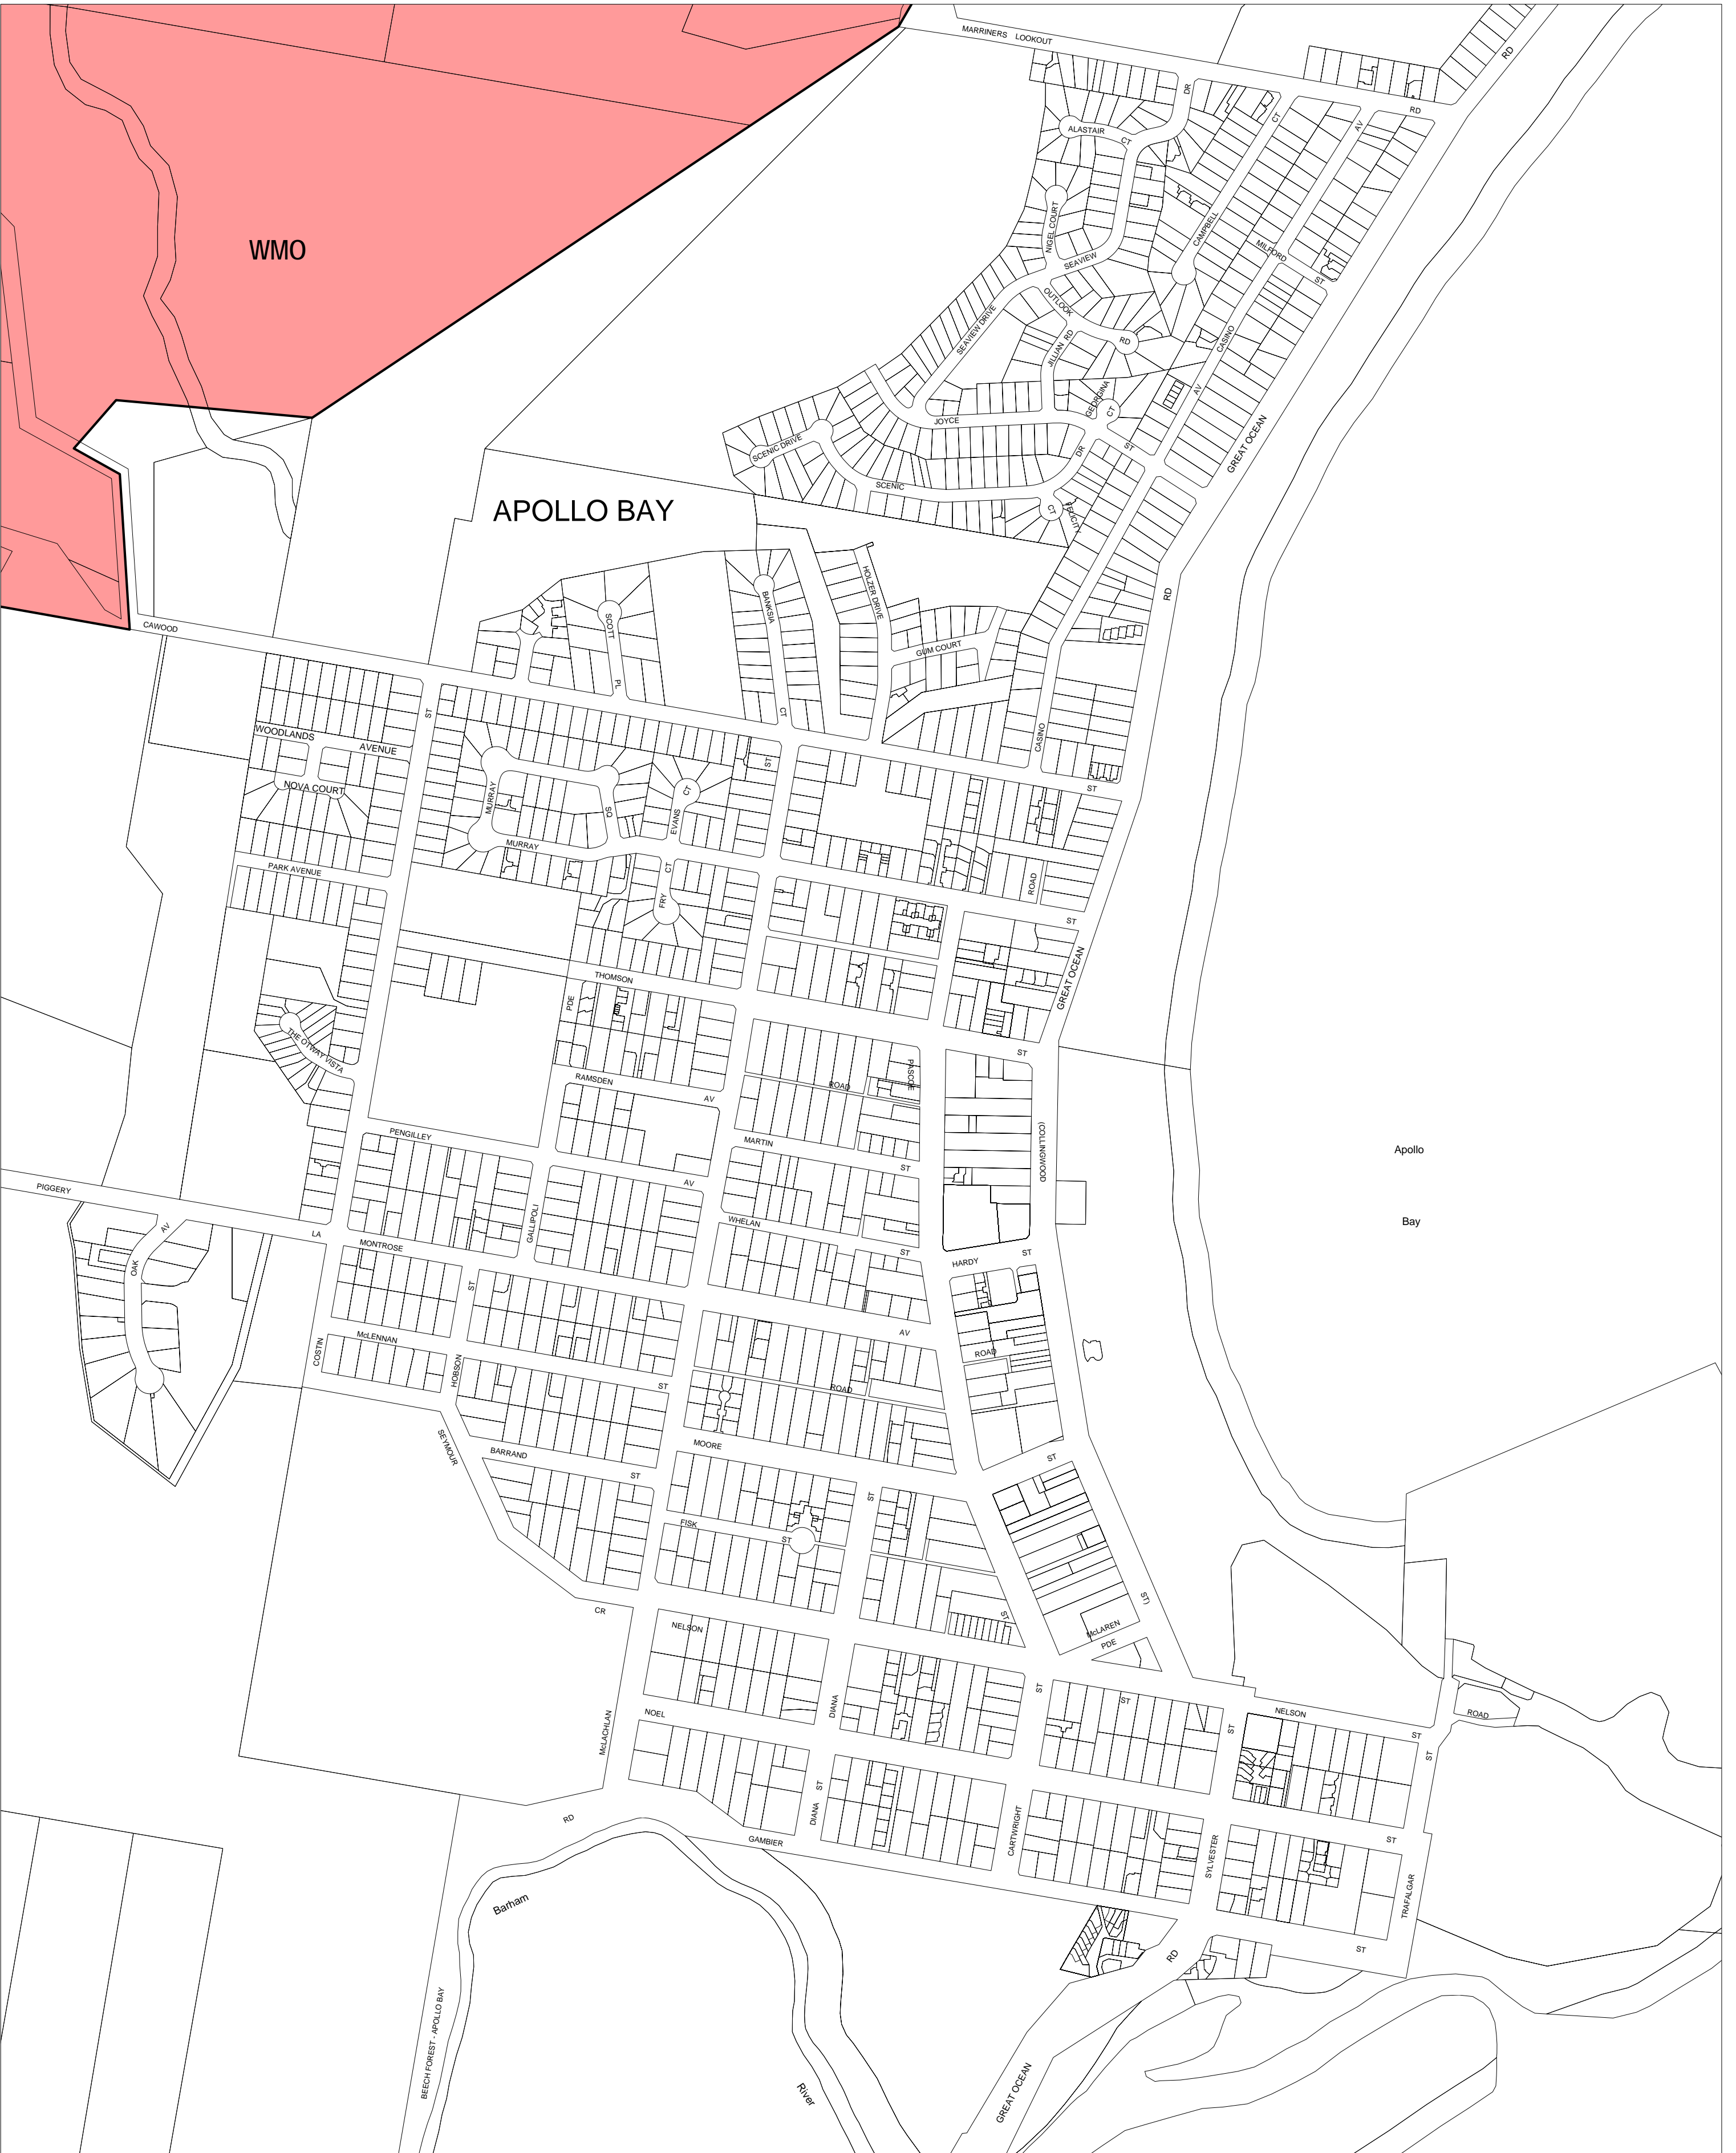 MARRINERS LOOKOUT
RD
RD
DR
ALASTAIR
CT
CT
AV
NIGEL COURT
CAMPBELL
WMO
MILFORD
SEAVIEW
ST
OUTLOOK
SEAVIEW DRIVE
CASINO
JILLIAN RD
RD
GEORGINA
CT
AV
JOYCE
GREAT OCEAN
SCENIC DRIVE
DR
ST
SCENIC
APOLLO BAY
CT
FELICITY
HOLZER DRIVE
BANKSIA
RD
SCOTT
CAWOOD
GUM COURT
PL
CT
ST
WOODLANDS
AVENUE
CASINO
ST
NOVA COURT
MURRAY
SQ
EVANS
CT
ST
MURRAY
PARK AVENUE
CT
FRY
ROAD
ST
THOMSON
GREAT OCEAN
PDE
THE OTWAY VISTA
ST
RAMSDEN
ROAD
PASCOE
AV
PENGILLEY
MARTIN
(COLLINGWOOD
Apollo
ST
PIGGERY
AV
AV
GALLIPOLI
WHELAN
Bay
LA
MONTROSE
ST
ST
OAK
HARDY
ST
COSTIN
McLENNAN
AV
ROAD
HOBSON
ST
ROAD
SEYMOUR
BARRAND
MOORE
ST
ST
ST
FISK
ST
CR
ST
ST)
NELSON
McLAREN
PDE
ST
ST
DIANA
McLACHLAN
NOEL
ST
NELSON
ROAD
ST
ST
RD
DIANA ST
GAMBIER
CARTWRIGHT
SYLVESTER
ST
TRAFALGAR
Barham
RD
ST
BEECH FOREST - APOLLO BAY
River
GREAT OCEAN